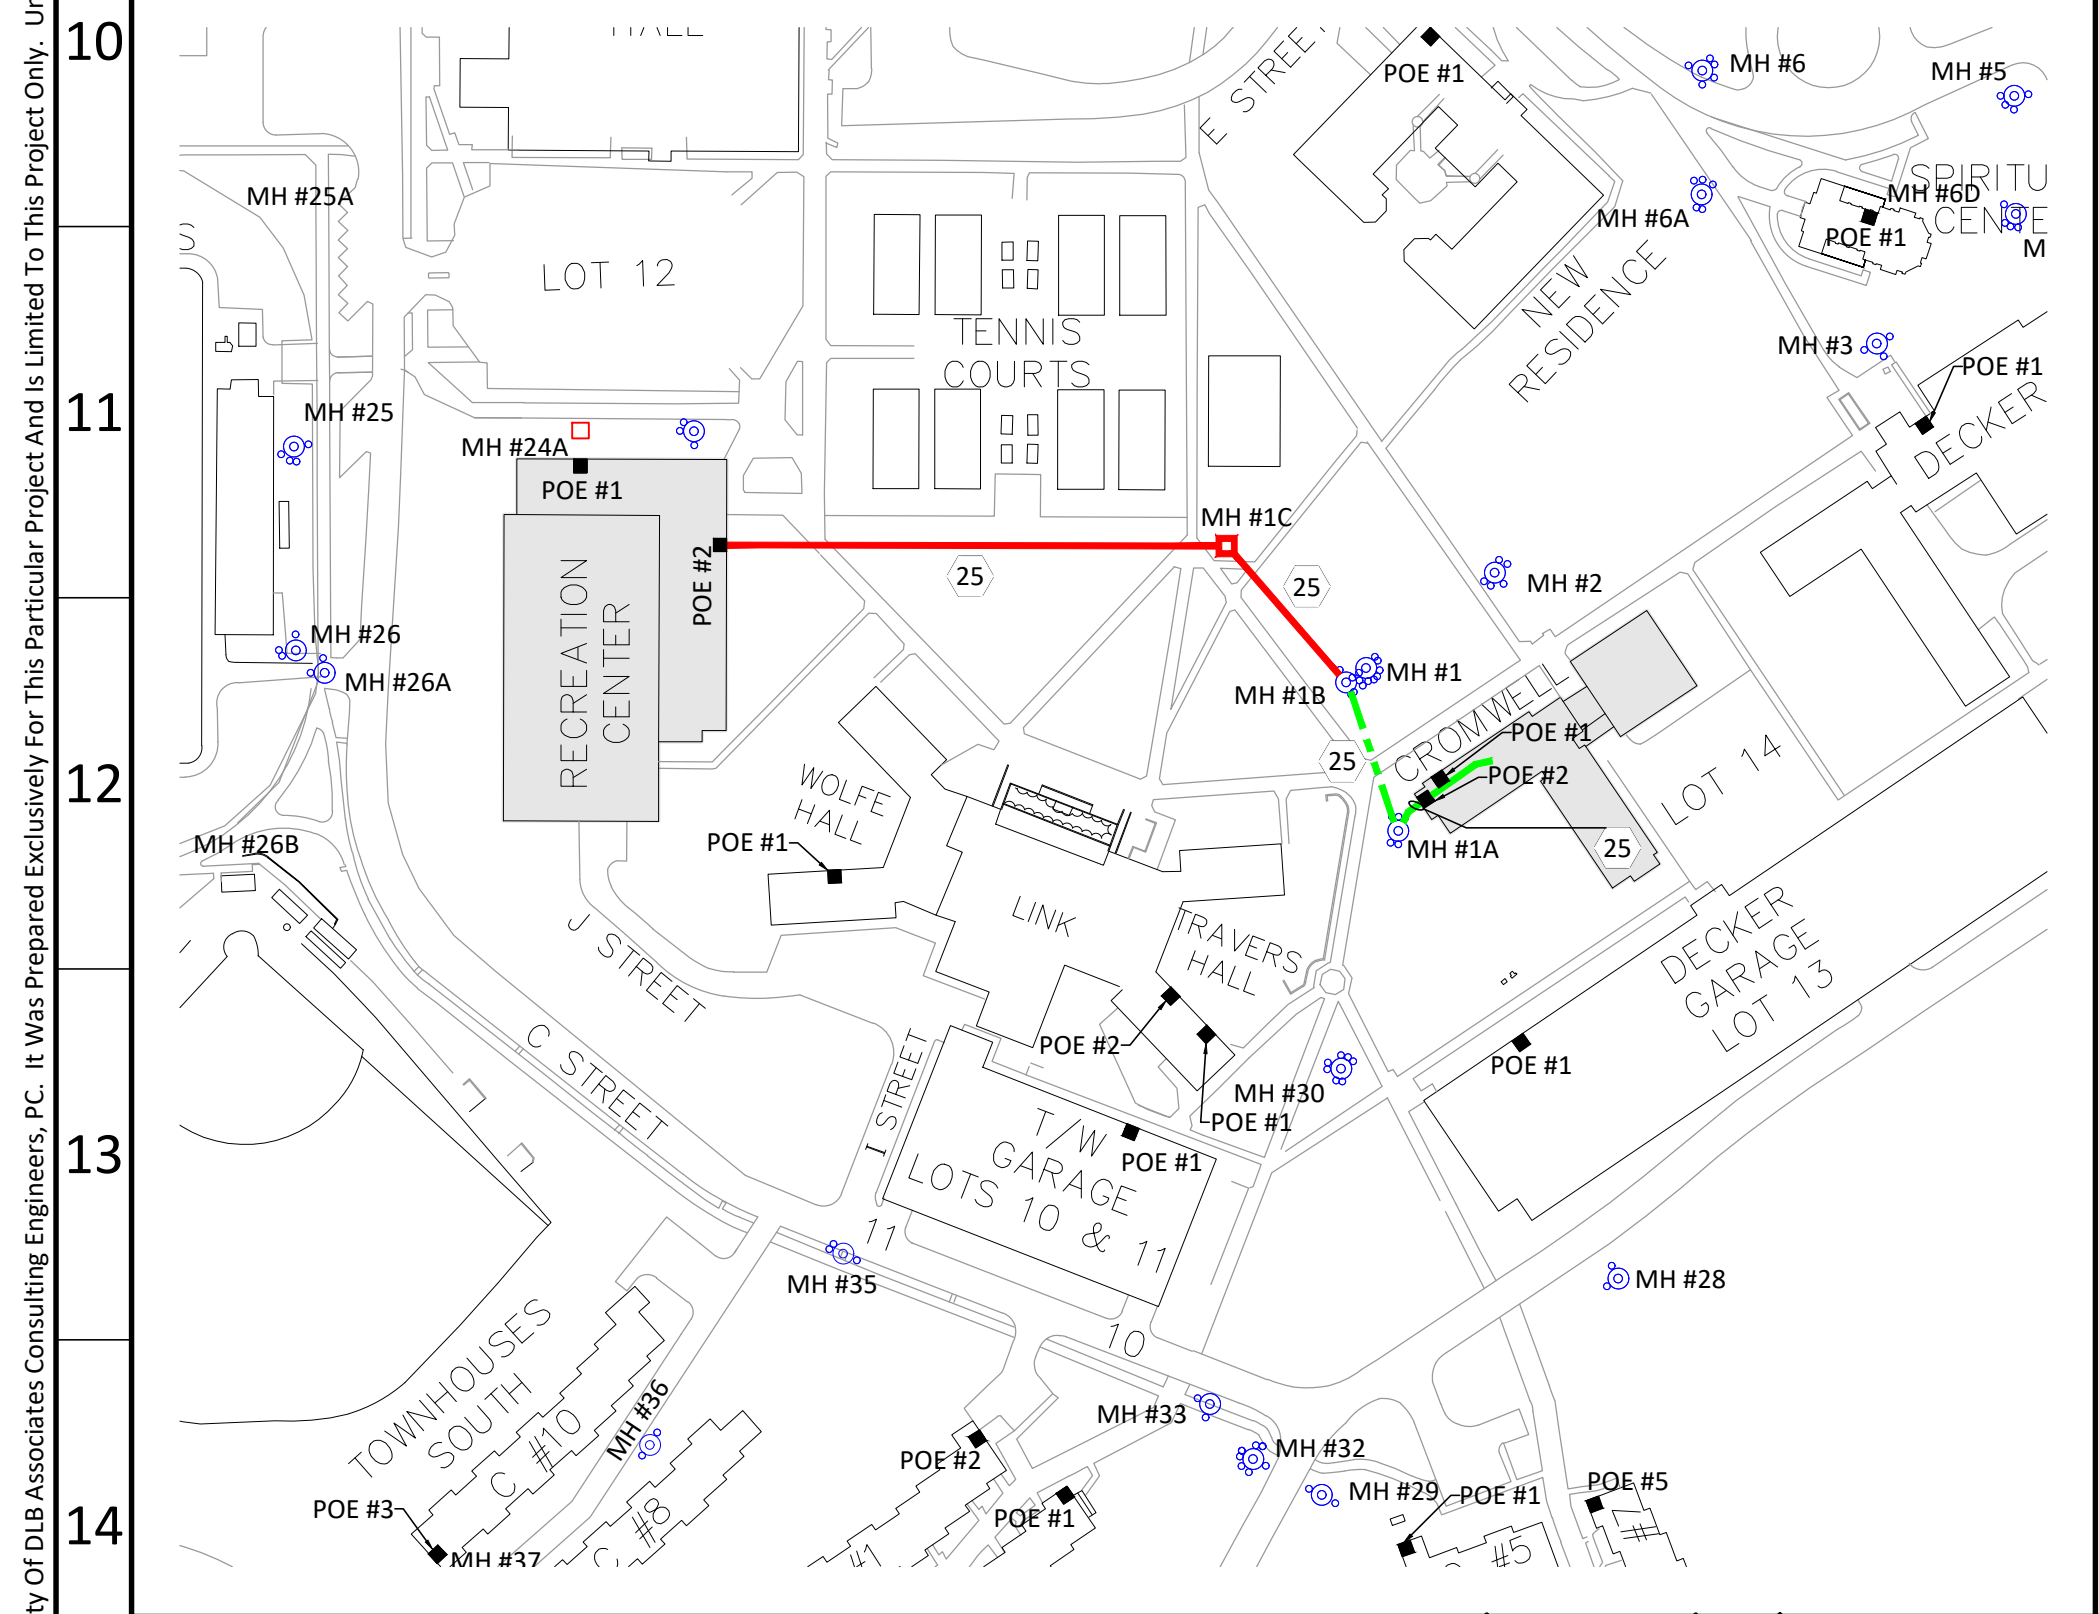 ty Of DLB Associates Consulting Engineers, PC.  It Was Prepared Exclusively For This Particular Project And Is Limited To This Project Only.  Un
10
11
12
13
14
HALL
E STREET
POE #1
MH #6
MH #5
MH #25A
S
LOT 12
TENNIS
COURTS
NEW
RESIDENCE
MH #6A
SPIRITU
CENTE
MH #6D
POE #1
M
MH #3
POE #1
DECKER
MH #25
MH #24A
POE #1
POE #2
RECREATION
CENTER
MH #1C
25
25
MH #2
MH #26
MH #26A
MH #1
MH #1B
CROMWELL
POE #1
POE #2
25
MH #1A
25
LOT 14
WOLFE
HALL
POE #1
MH #26B
LINK
TRAVERS
HALL
DECKER
GARAGE
LOT 13
J STREET
C STREET
I STREET
POE #2
POE #1
MH #30
POE #1
T/W
GARAGE
LOTS 10 & 11
POE #1
11
MH #35
10
MH #28
TOWNHOUSES
SOUTH
C #10
MH #36
C #8
MH #33
MH #32
MH #29
POE #1
POE #5
POE #2
POE #1
POE #3
MH #37
#1
#5
#7